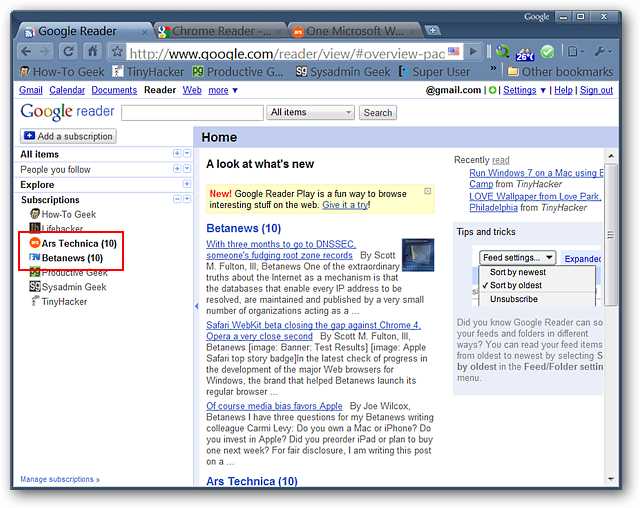 Google
Google Reader
Chrome Reader -...
One Microsoft W...
http://www.google.com/reader/view/#overview-pac
26°
How-To Geek
TinyHacker
Productive G...
Sysadmin Geek
Super User
»
Other bookmarks
Gmail Calendar Documents Reader Web more ▼
@gmail.com | Settings ▼ | Help | Sign out
Google reader
All items
Search
Add a subscription
All items
People you follow
Explore
Subscriptions
How-To Geek
Lifehacker
Ars Technica (10)
Betanews (10)
Productive Geek
Sysadmin Geek
TinyHacker
Manage subscriptions »
Home
A look at what's new
New! Google Reader Play is a fun way to browse
interesting stuff on the web. Give it a try!
Betanews (10)
With three months to go to DNSSEC,
someone's fudging root zone records By Scott
M. Fulton, III, Betanews One of the extraordinary
truths about the Internet as a mechanism is that
the databases that enable every IP address to be
resolved, are maintained and published by a very small
number of organizations acting as a ...
Safari WebKit beta closing the gap against Chrome 4,
Opera a very close second By Scott M. Fulton, III,
Betanews [image: Banner: Test Results] [image: Apple
Safari top story badge]In the latest check of progress in
the development of the major Web browsers for
Windows, the brand that helped Betanews launch its
regular browser ...
Of course media bias favors Apple By Joe Wilcox,
Betanews I have three questions for my Betanews writing
colleague Carmi Levy: Do you own a Mac or iPhone? Do
you invest in Apple? Did you preorder iPad or plan to buy
one next week? For fair disclosure, I am writing this post
on a ...
Ars Technica (10)
Recently read
Run Windows 7 on a Mac using B
Camp from TinyHacker
LOVE Wallpaper from Love Park,
Philadelphia from TinyHacker
Tips and tricks
Feed settings...
Expanded
Sort by newest
✓ Sort by oldest
Unsubscribe
Did you know Google Reader can so
your feeds and folders in different
ways? You can read your feed items
from oldest to newest by selecting S
by oldest in the Feed/Folder settin
menu.